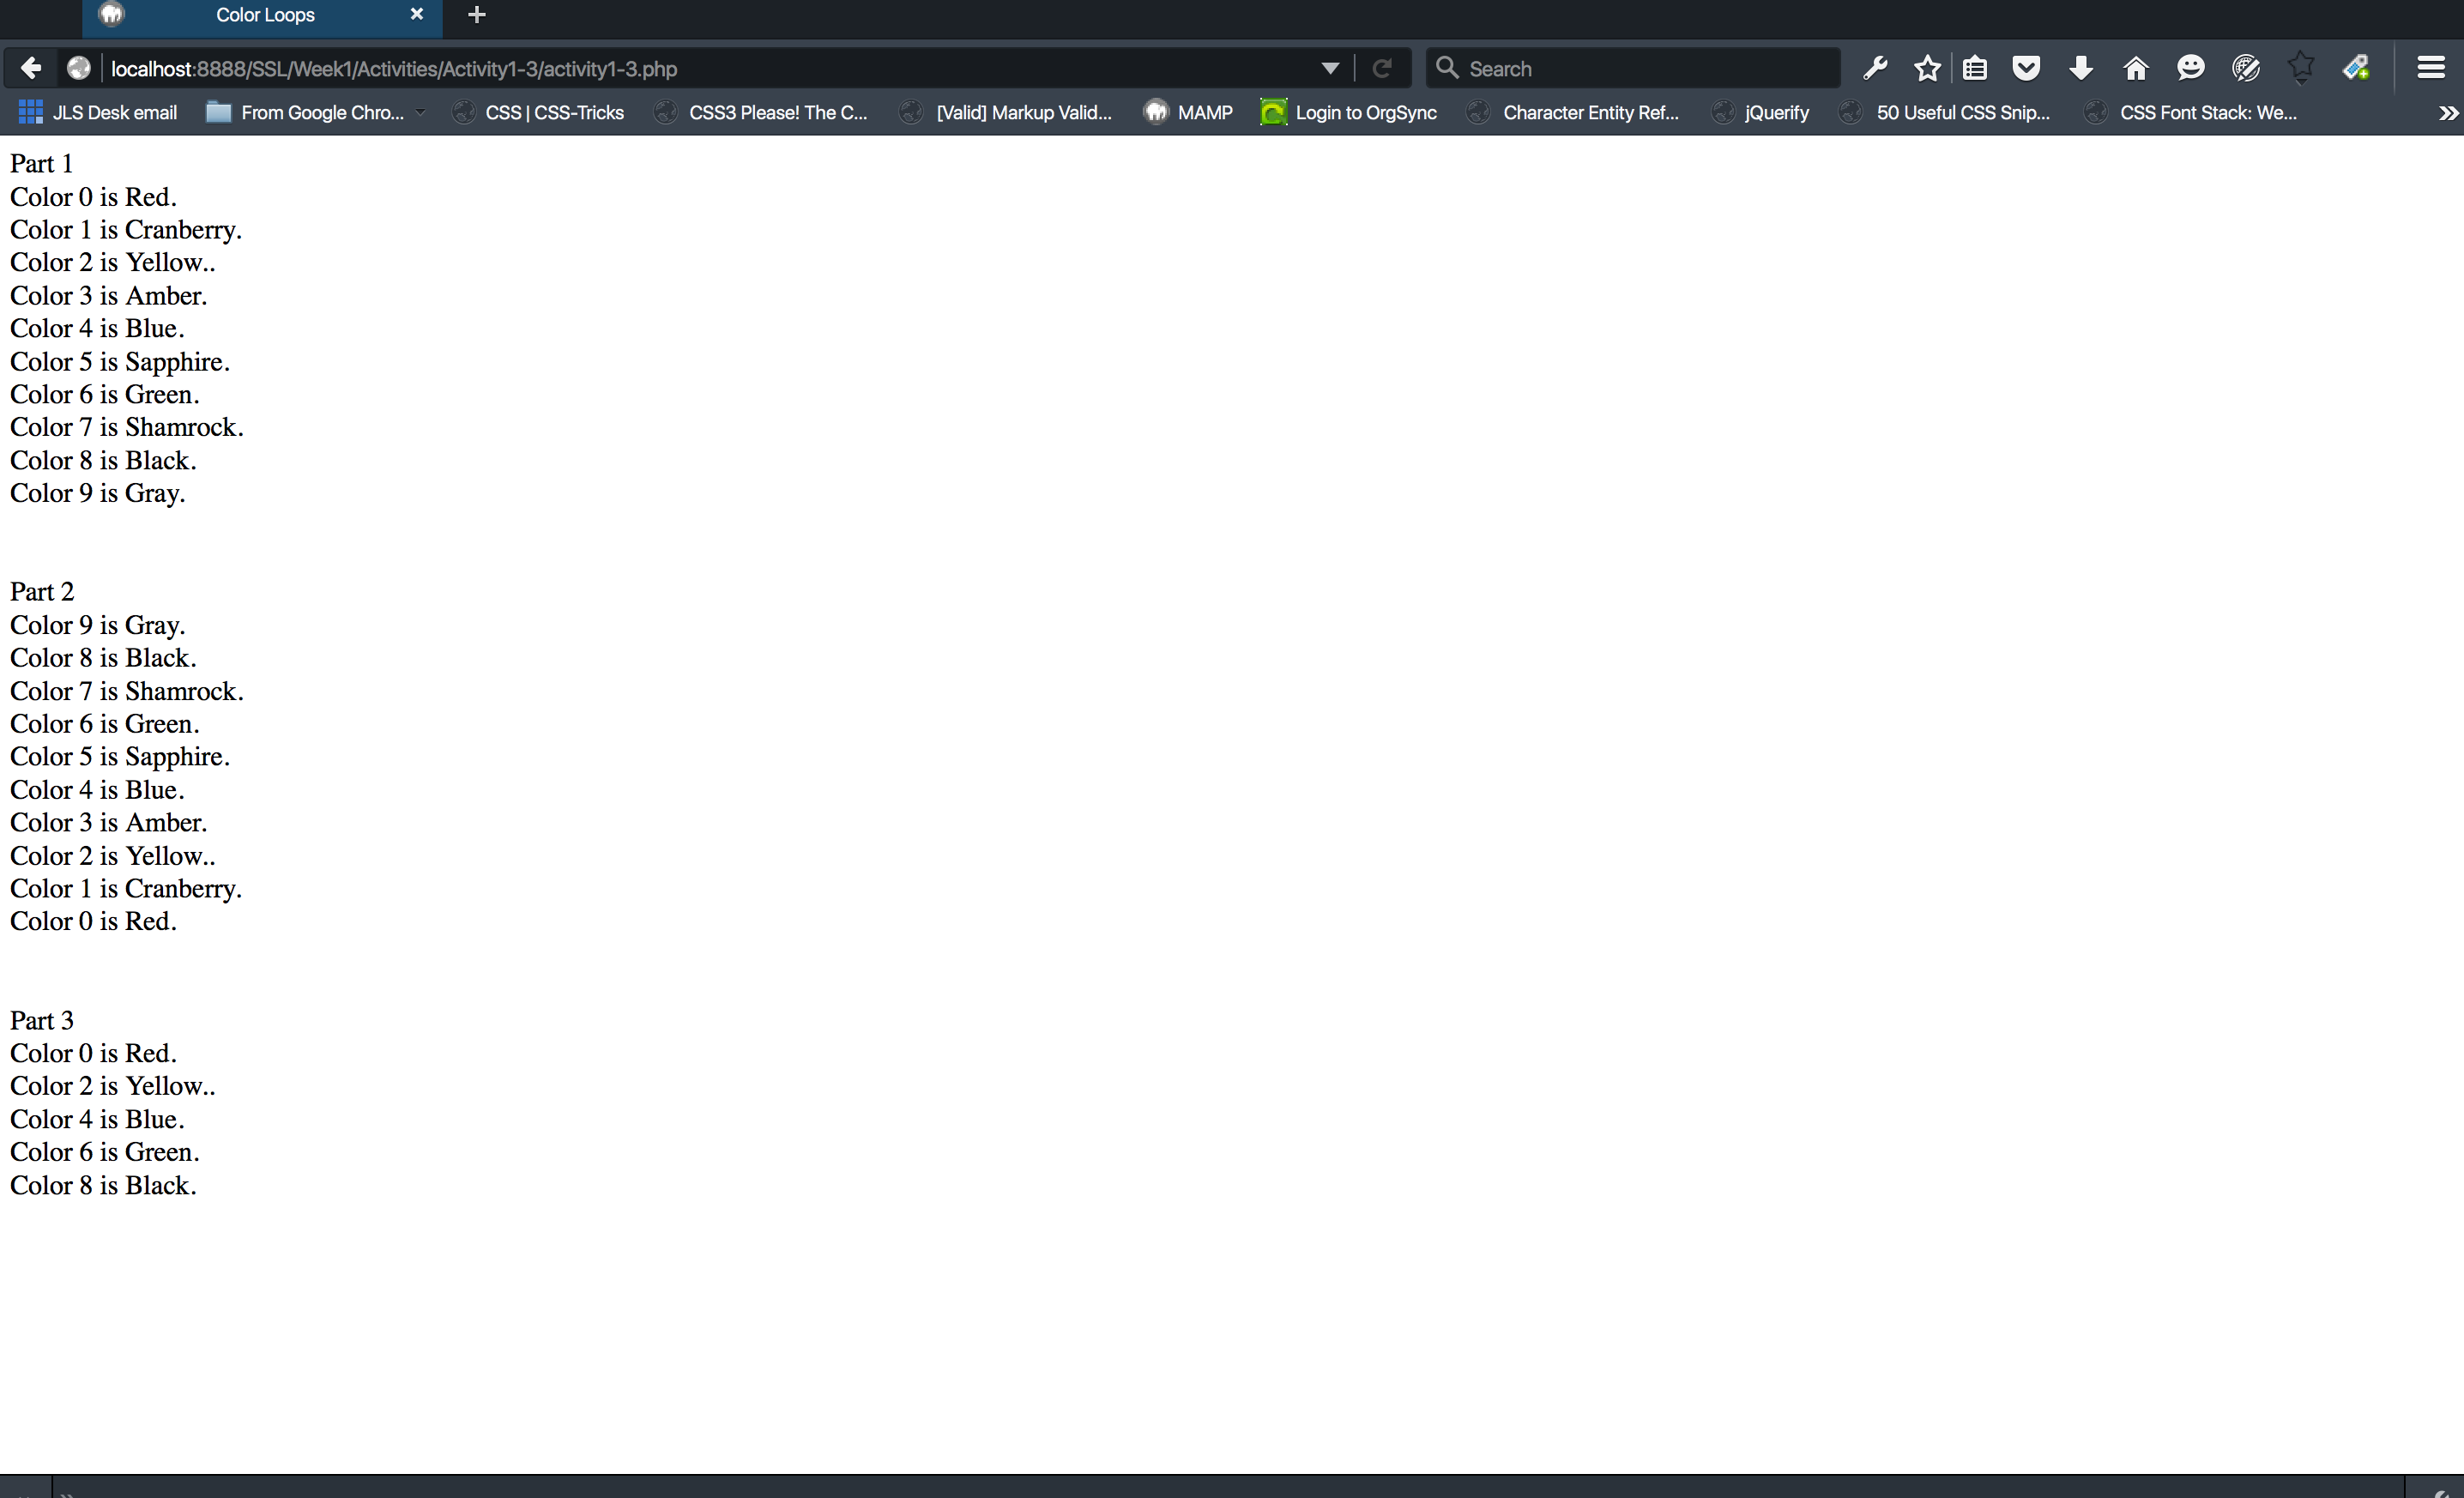 Color Loops
localhost:8888/SSL/Week1/Activities/Activity1-3/activity1-3.php
Search
JLS Desk email From Google Chro... CSS | CSS-Tricks CSS3 Please! The C... [Valid] Markup Valid... MAMP Login to OrgSync Character Entity Ref... jQuerify 50 Useful CSS Snip... CSS Font Stack: We...
Part 1
Color 0 is Red.
Color 1 is Cranberry.
Color 2 is Yellow..
Color 3 is Amber.
Color 4 is Blue.
Color 5 is Sapphire.
Color 6 is Green.
Color 7 is Shamrock.
Color 8 is Black.
Color 9 is Gray.
Part 2
Color 9 is Gray.
Color 8 is Black.
Color 7 is Shamrock.
Color 6 is Green.
Color 5 is Sapphire.
Color 4 is Blue.
Color 3 is Amber.
Color 2 is Yellow..
Color 1 is Cranberry.
Color 0 is Red.
Part 3
Color 0 is Red.
Color 2 is Yellow..
Color 4 is Blue.
Color 6 is Green.
Color 8 is Black.